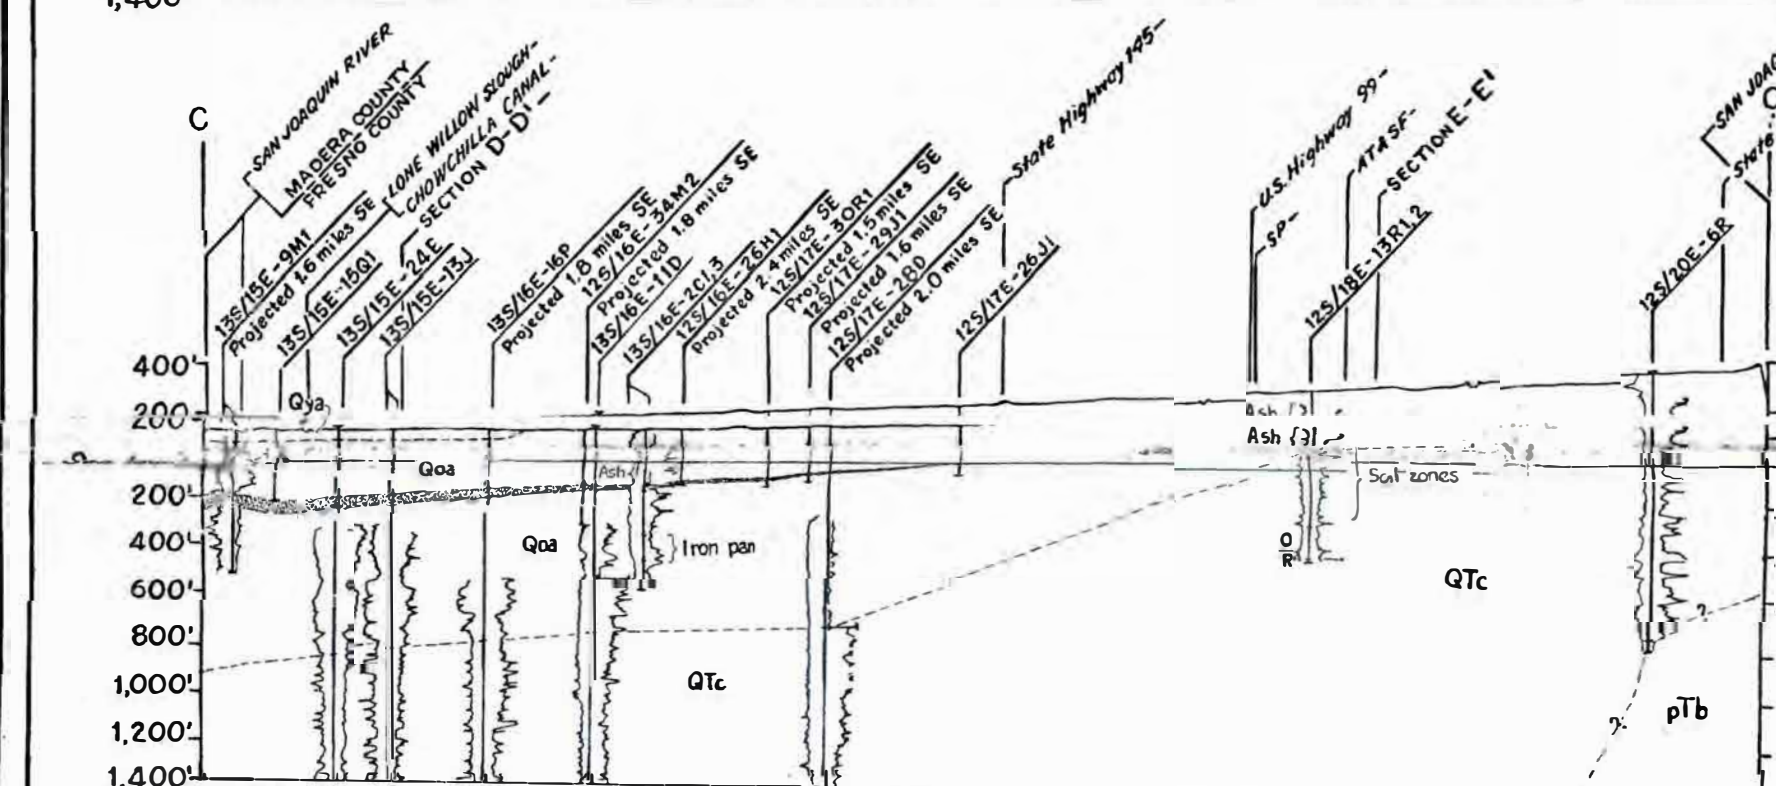 1,400
C
SAN JOAQUIN RIVER
MADERA COUNTY
FRESNO COUNTY
LONE WILLOW SLOUGH-
CHOWCHILLA CANAL-
SECTION D-D'-
13S/15E-9M1
Projected 1.6 miles SE
13S/15E-15Q1
13S/15E-24E
13S/15E-13J
13S/16E-16P
Projected 1.8 miles SE
12S/16E-34M2
Projected 1.8 miles SE
13S/16E-11D
13S/16E-2C1,3
12S/16E-26H1
Projected 2.4 miles SE
12S/17E-30R1
Projected 1.5 miles SE
12S/17E-29J1
Projected 1.6 miles SE
12S/17E-28D
Projected 2.0 miles SE
12S/17E-26J1
State Highway 145-
U.S. Highway 99-
SP-
AT&SF-
SECTION E-E'
12S/18E-13R1,2
12S/20E-6R
SAN JOAQ
State
400'
200'
Qya
200'
Ash {?}
Ash {?}
Qoa
Ash
200'
400'
600'
Qoa
Iron pan
Salt zones
O
R
QTc
?
800'
1,000'
QTc
pTb
?
1,200'
1,400'